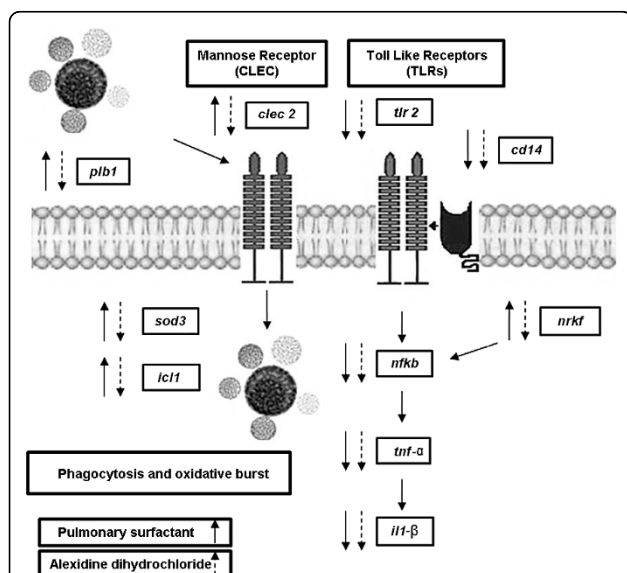 Mannose Receptor
(CLEC)
Toll Like Receptors
(TLRs)
clec 2
tlr 2
cd14
plb1
sod3
nrkf
icl1
nfkb
tnf-α
Phagocytosis and oxidative burst
il1-β
Pulmonary surfactant
Alexidine dihydrochloride